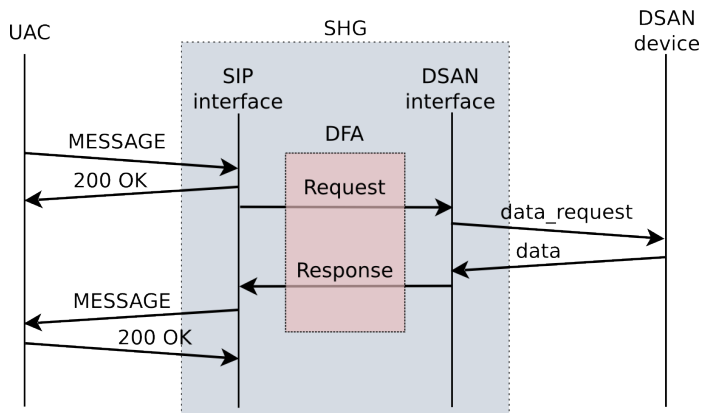 UAC
SHG
DSAN
device
SIP
interface
DSAN
interface
DFA
MESSAGE
200 OK
Request
data_request
data
Response
MESSAGE
200 OK